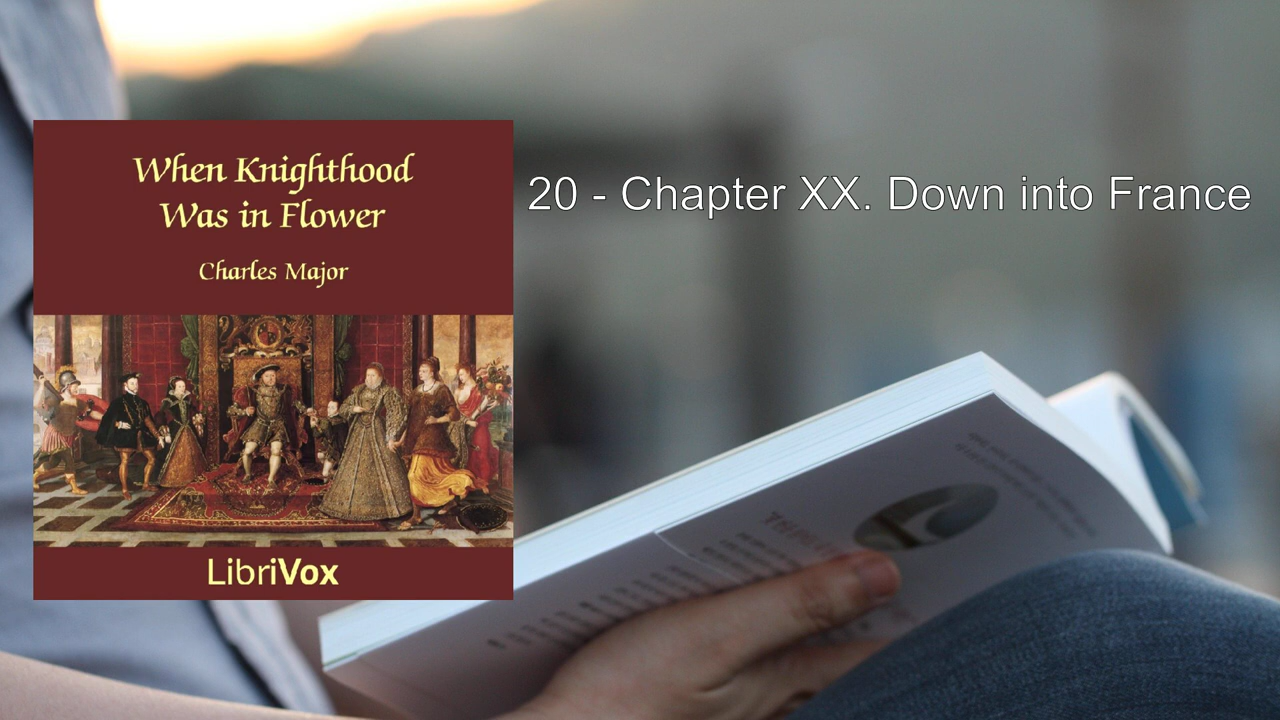 When Knighthood
Was in Flower
Charles Major
LibriVox
20 - Chapter XX. Down into France